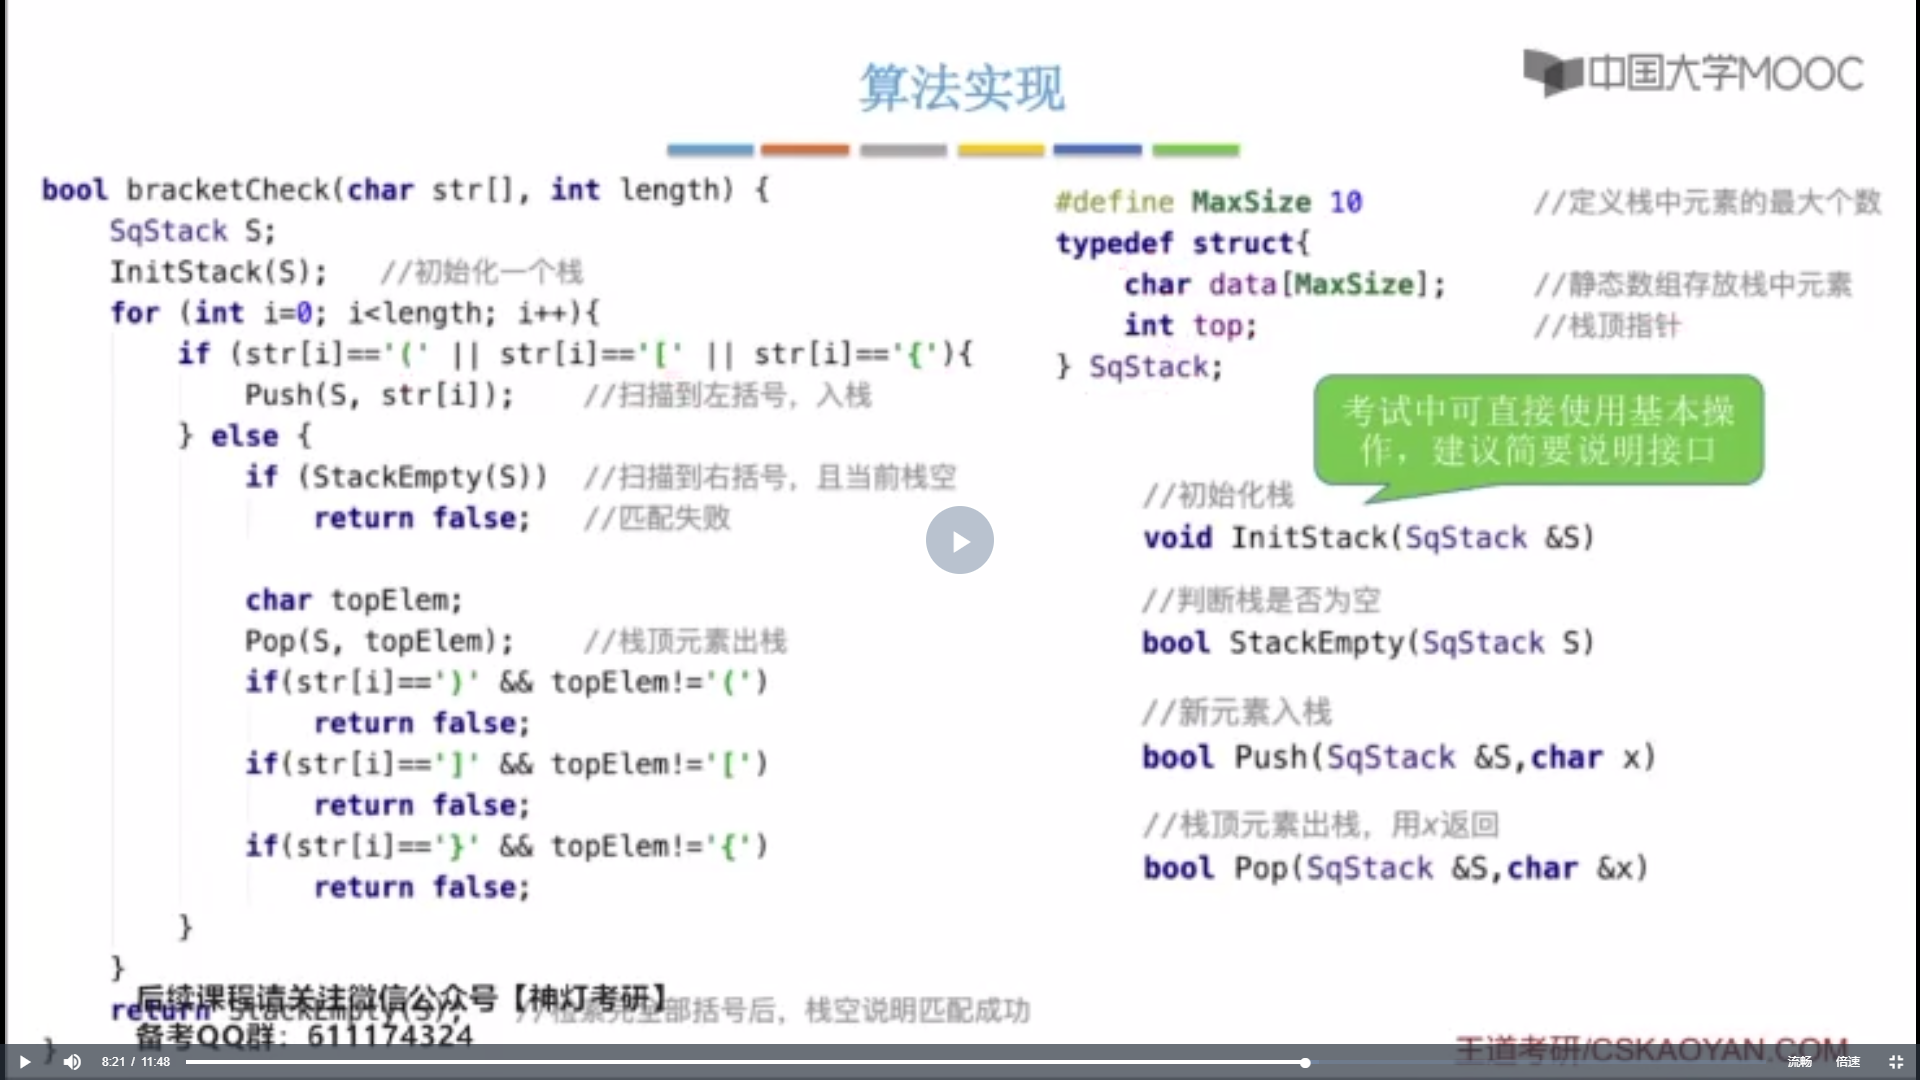 算法实现
中国大学MOOC
bool bracketCheck(char str[], int length) {
SqStack S;
InitStack(S); //初始化一个栈
for (int i=0; i<length; i++){
if (str[i]=='(' || str[i]=='[' || str[i]=='{'){
Push(S, str[i]); //扫描到左括号，入栈
} else {
if (StackEmpty(S)) //扫描到右括号，且当前栈空
return false; //匹配失败
char topElem;
Pop(S, topElem); //栈顶元素出栈
if(str[i]==')' && topElem!='(')
return false;
if(str[i]==']' && topElem!='[')
return false;
if(str[i]=='}' && topElem!='{')
return false;
}
}
return StackEmpty(S); //检索完全部括号后，栈空说明匹配成功
}
#define MaxSize 10 //定义栈中元素的最大个数
typedef struct{
char data[MaxSize]; //静态数组存放栈中元素
int top; //栈顶指针
} SqStack;
考试中可直接使用基本操
作，建议简要说明接口
//初始化栈
void InitStack(SqStack &S)
//判断栈是否为空
bool StackEmpty(SqStack S)
//新元素入栈
bool Push(SqStack &S,char x)
//栈顶元素出栈，用x返回
bool Pop(SqStack &S,char &x)
后续课程请关注微信公众号【神灯考研】
备考QQ群：611174324
王道考研/CSKAOYAN.COM
8:21 / 11:48
流畅
倍速